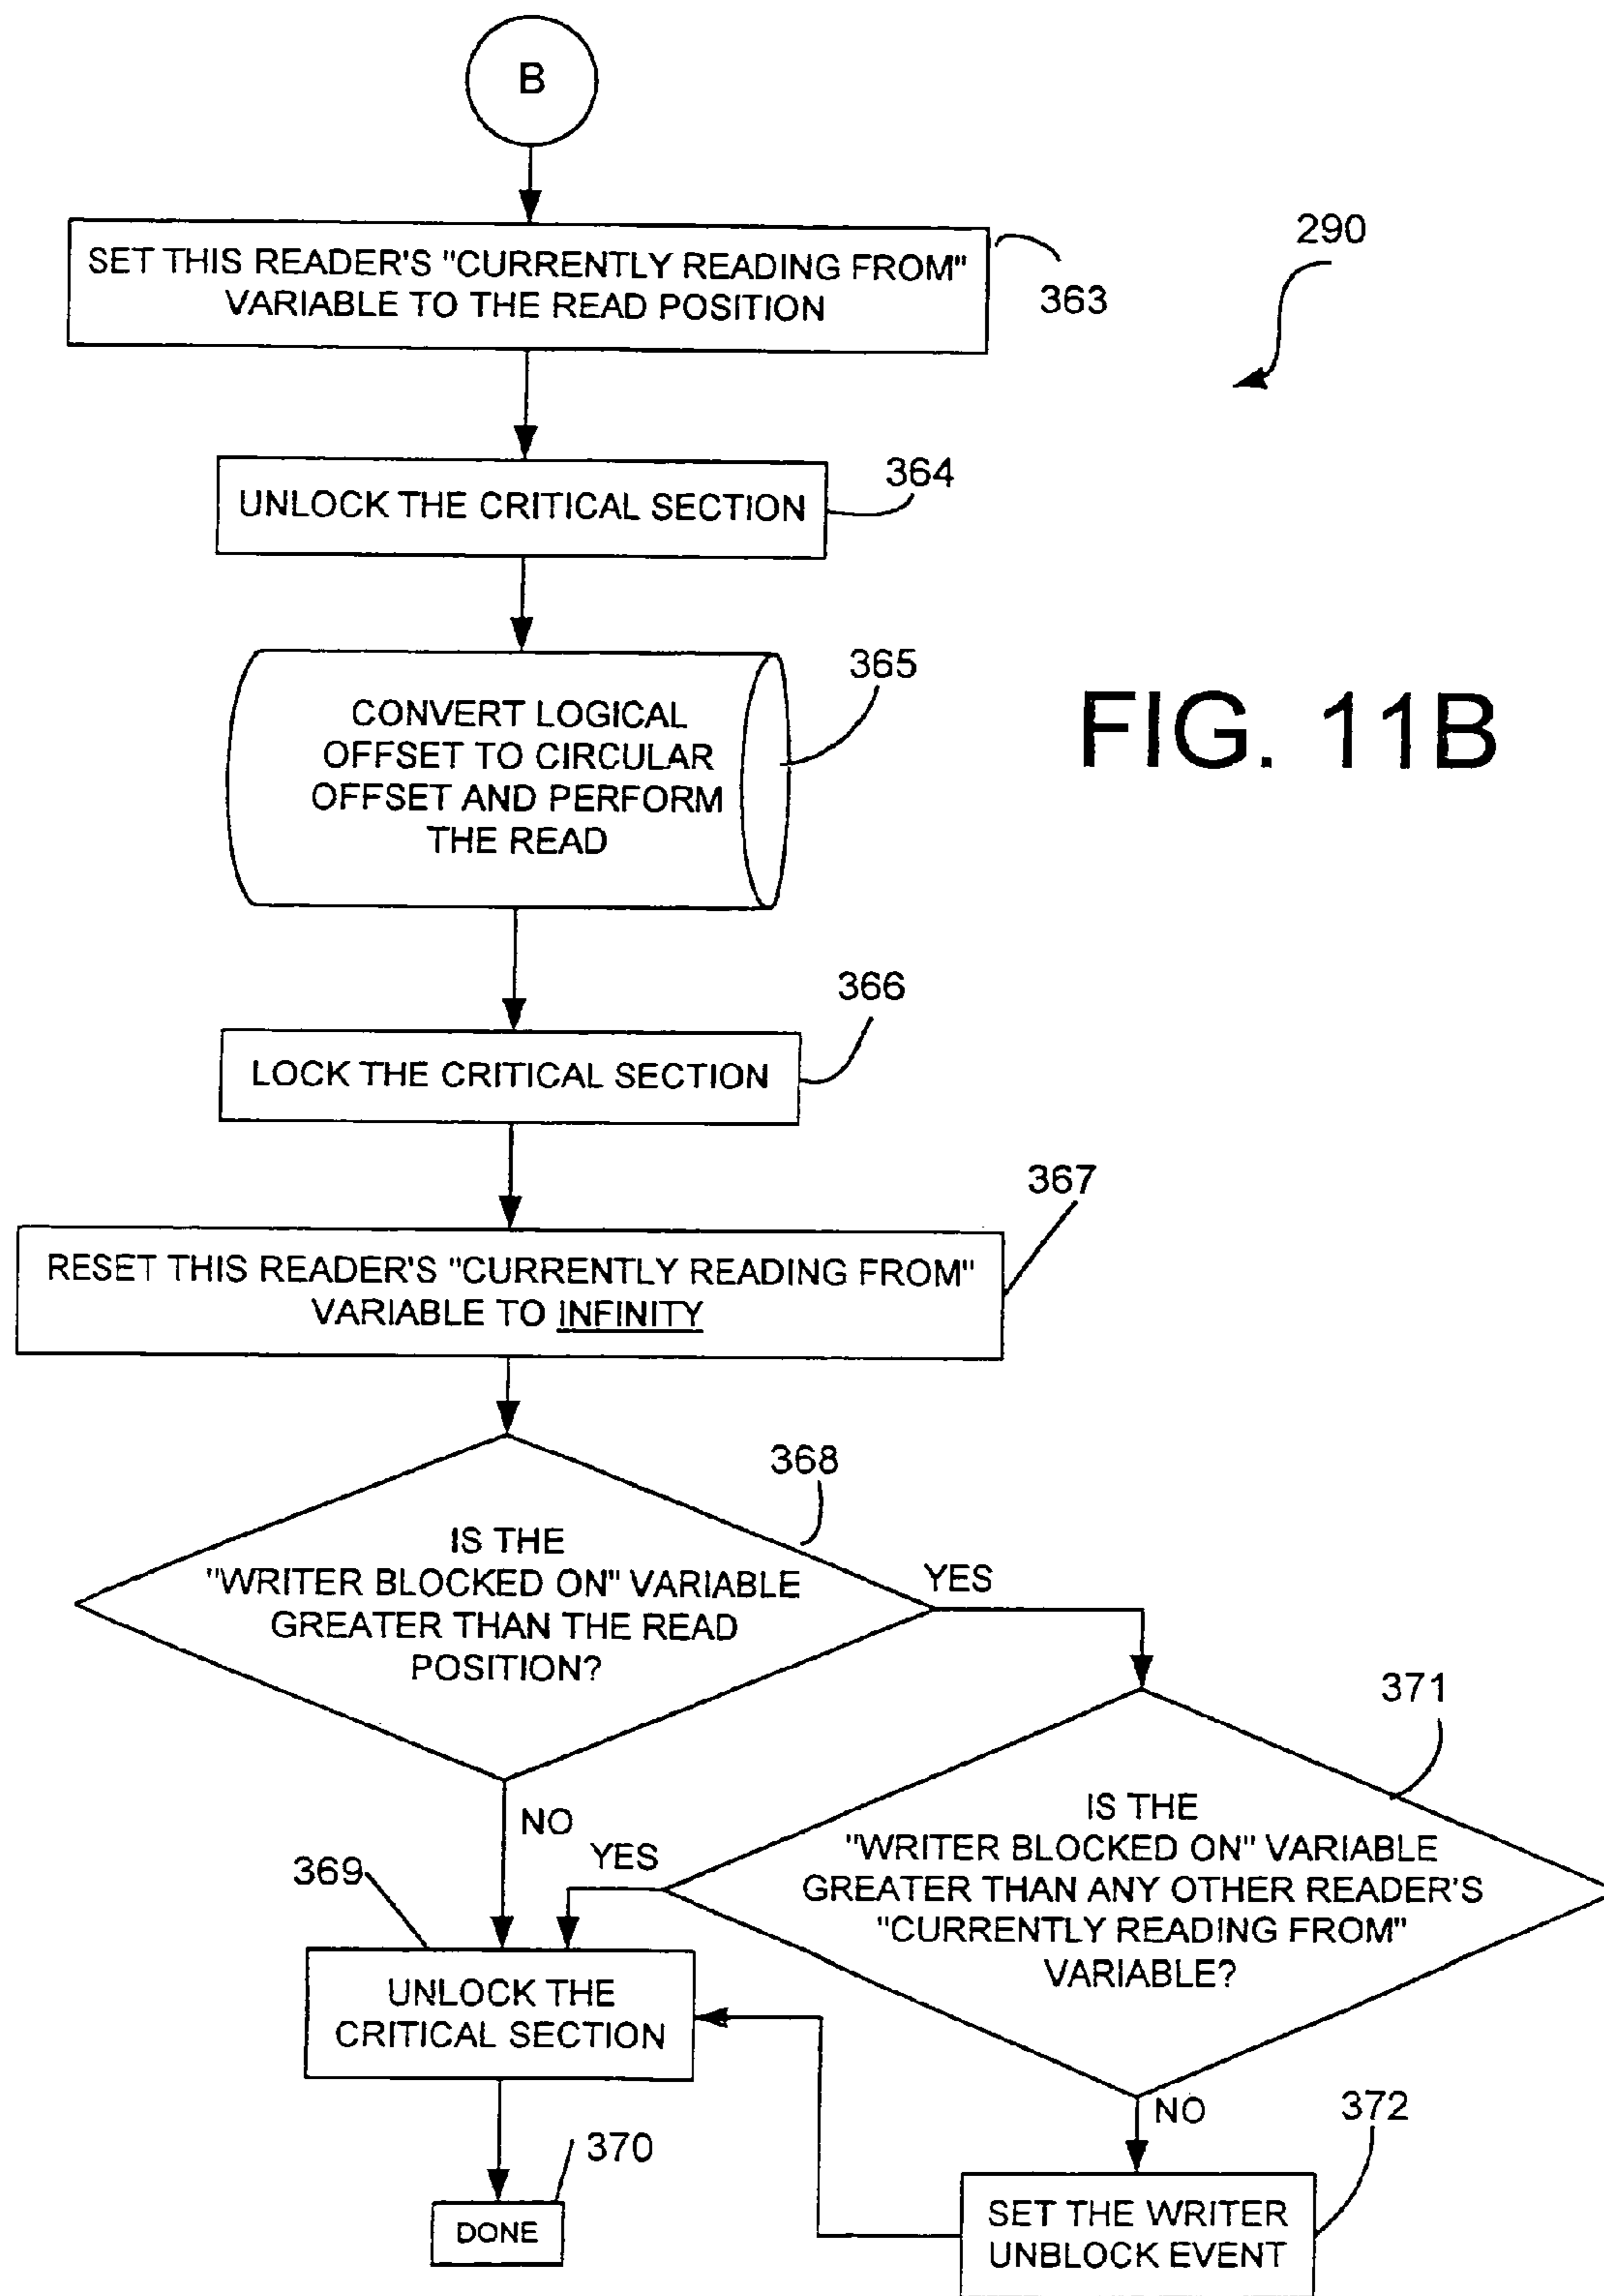 B
SET THIS READER'S "CURRENTLY READING FROM"
VARIABLE TO THE READ POSITION
363
290
UNLOCK THE CRITICAL SECTION
364
CONVERT LOGICAL
OFFSET TO CIRCULAR
OFFSET AND PERFORM
THE READ
365
FIG. 11B
LOCK THE CRITICAL SECTION
366
RESET THIS READER'S "CURRENTLY READING FROM"
VARIABLE TO INFINITY
367
IS THE
"WRITER BLOCKED ON" VARIABLE
GREATER THAN THE READ
POSITION?
368
YES
NO
371
IS THE
"WRITER BLOCKED ON" VARIABLE
GREATER THAN ANY OTHER READER'S
"CURRENTLY READING FROM"
VARIABLE?
YES
NO
369
UNLOCK THE
CRITICAL SECTION
370
DONE
372
SET THE WRITER
UNBLOCK EVENT